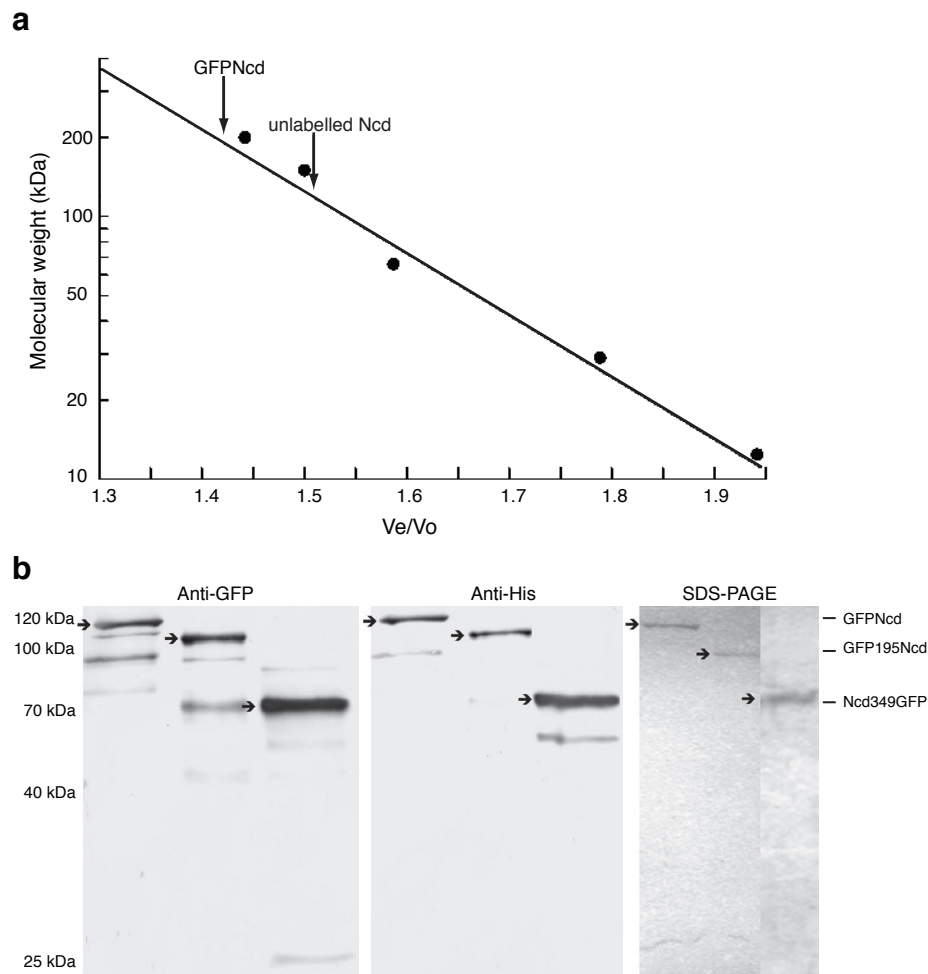 a
GFPNcd
unlabelled Ncd
Molecular weight (kDa)
200
100
50
20
10
1.3 1.4 1.5 1.6 1.7 1.8 1.9
Ve/Vo
b
Anti-GFP Anti-His SDS-PAGE
120 kDa
100 kDa
70 kDa
40 kDa
25 kDa
GFPNcd
GFP195Ncd
Ncd349GFP